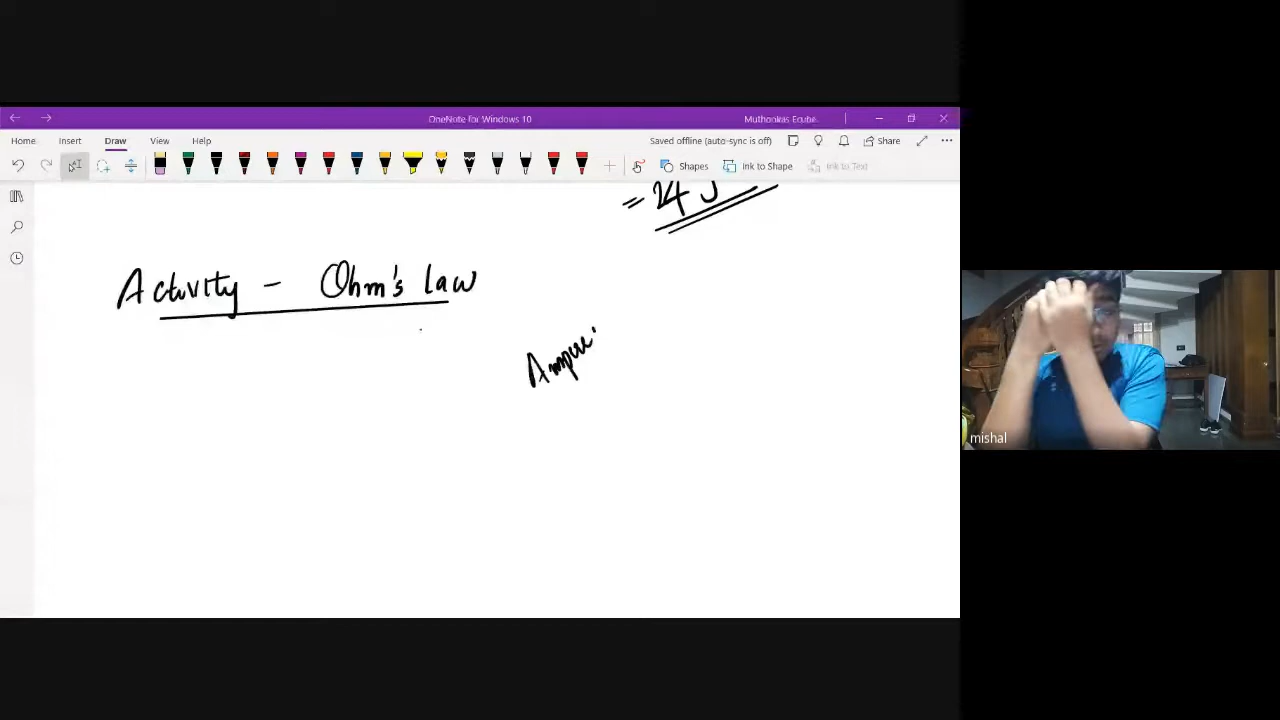 OneNote for Windows 10
Muthonkas Ecube.
Home Insert Draw View Help
Saved offline (auto-sync is off) Share
Shapes Ink to Shape Ink to Text
= 24 J
Activity - Ohm's law
Ampere
mishal